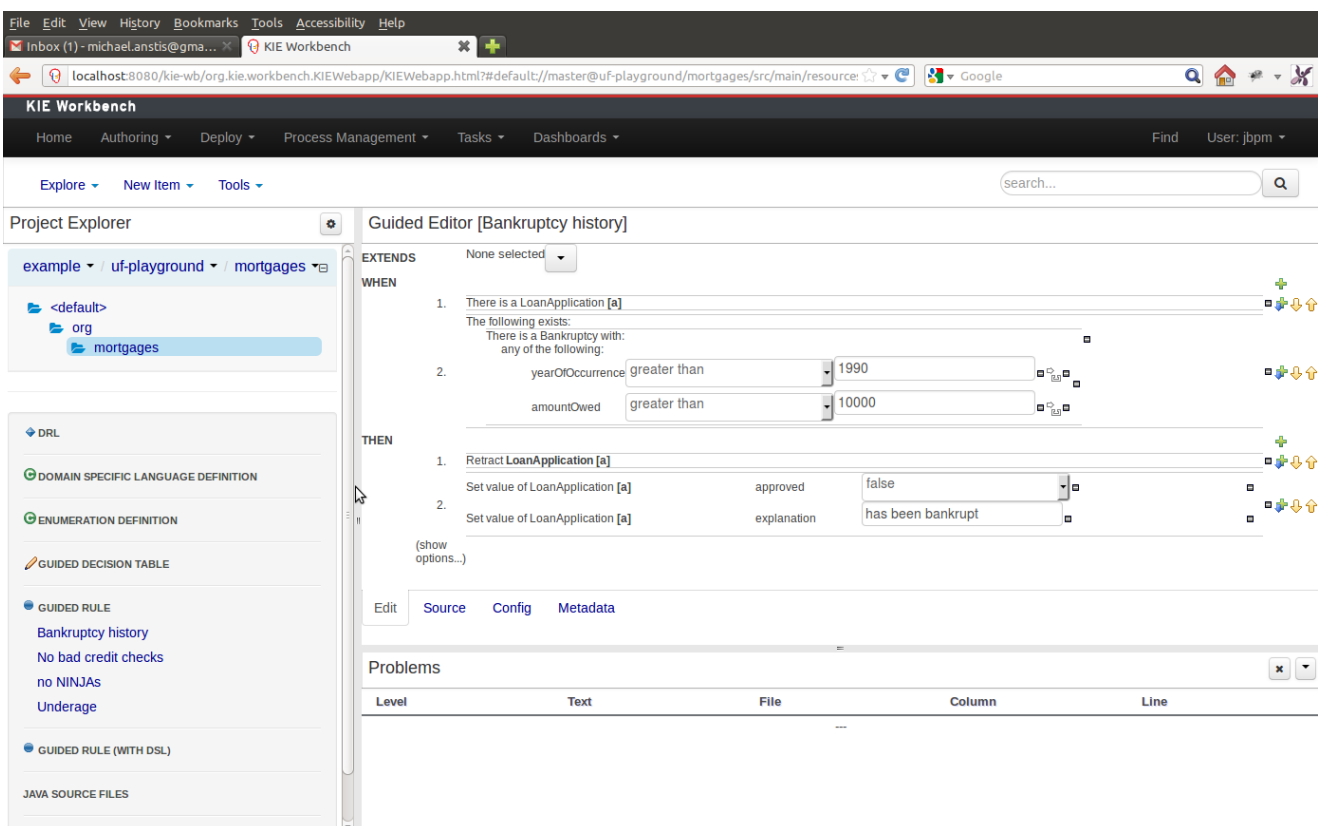 File Edit View History Bookmarks Tools Accessibility Help
Inbox (1) - michael.anstis@gma...
KIE Workbench
localhost:8080/kie-wb/org.kie.workbench.KIEWebapp/KIEWebapp.html?#default://master@uf-playground/mortgages/src/main/resource
Google
KIE Workbench
Home Authoring Deploy Process Management Tasks Dashboards Find User: jbpm
Explore New Item Tools search...
Project Explorer
example / uf-playground / mortgages
<default>
org
mortgages
DRL
DOMAIN SPECIFIC LANGUAGE DEFINITION
ENUMERATION DEFINITION
GUIDED DECISION TABLE
GUIDED RULE
Bankruptcy history
No bad credit checks
no NINJAs
Underage
GUIDED RULE (WITH DSL)
JAVA SOURCE FILES
Guided Editor [Bankruptcy history]
EXTENDS None selected
WHEN
1. There is a LoanApplication [a]
The following exists:
There is a Bankruptcy with:
any of the following:
2. yearOfOccurrence greater than 1990
amountOwed greater than 10000
THEN
1. Retract LoanApplication [a]
Set value of LoanApplication [a] approved false
2.
Set value of LoanApplication [a] explanation has been bankrupt
(show
options...)
Edit Source Config Metadata
Problems
Level Text File Column Line
---